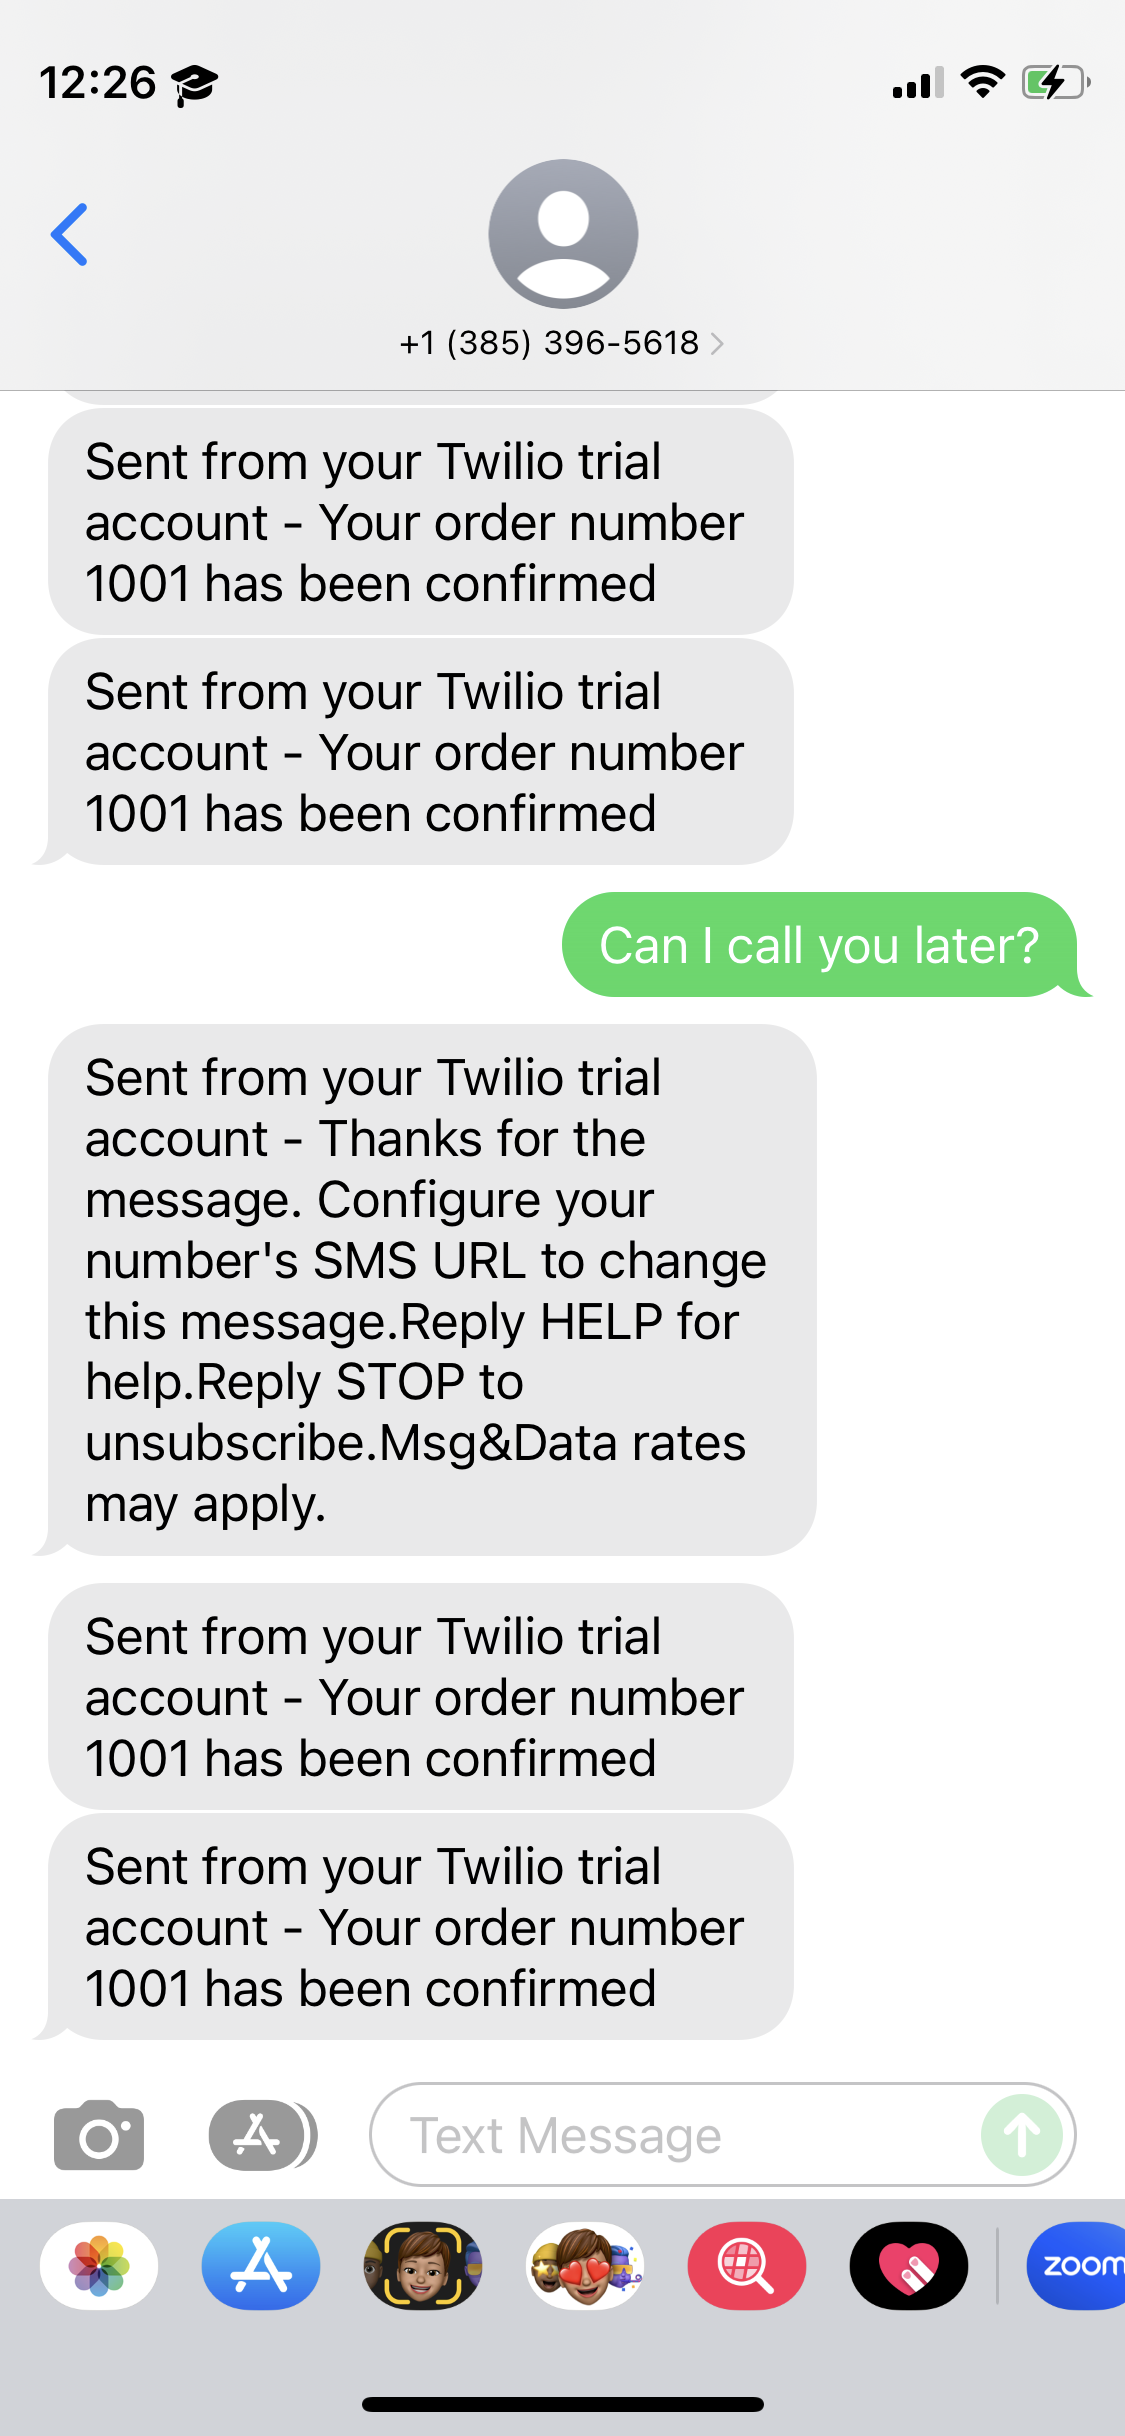 12:26
+1 (385) 396-5618
Sent from your Twilio trial
account - Your order number
1001 has been confirmed
Sent from your Twilio trial
account - Your order number
1001 has been confirmed
Can I call you later?
Sent from your Twilio trial
account - Thanks for the
message. Configure your
number's SMS URL to change
this message.Reply HELP for
help.Reply STOP to
unsubscribe.Msg&Data rates
may apply.
Sent from your Twilio trial
account - Your order number
1001 has been confirmed
Sent from your Twilio trial
account - Your order number
1001 has been confirmed
Text Message
zoom